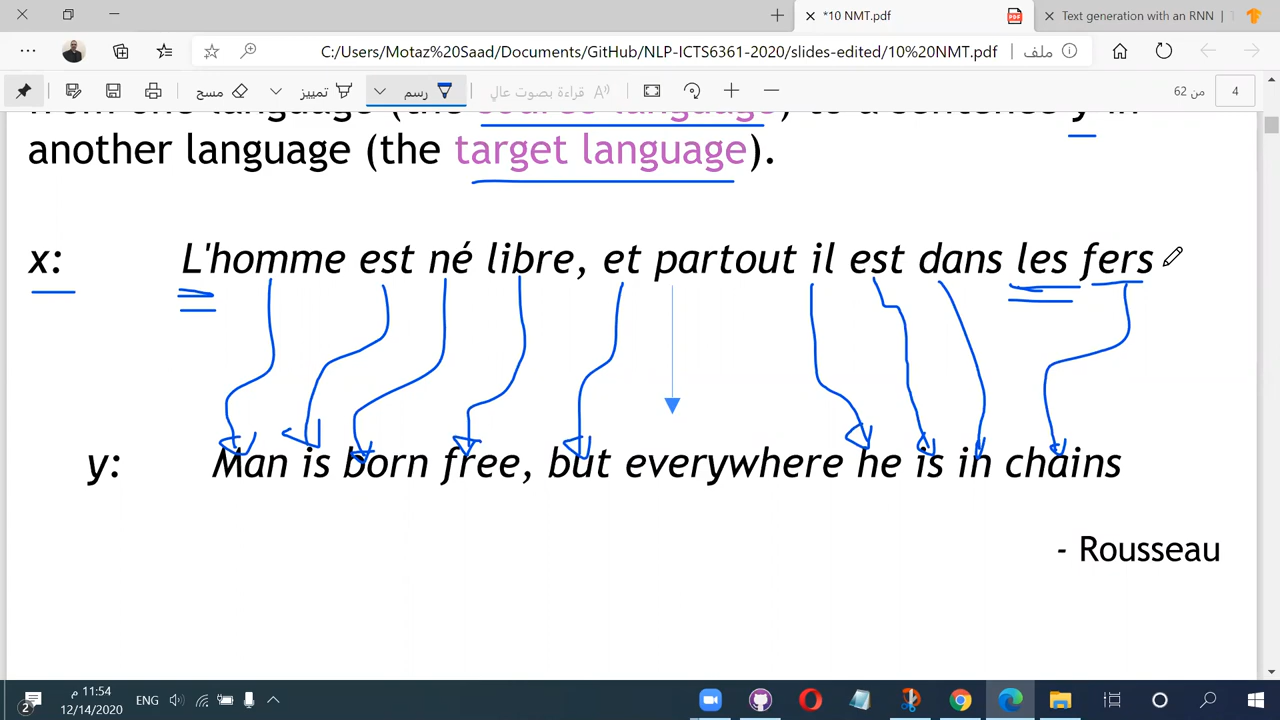 *10 NMT.pdf
Text generation with an RNN
C:/Users/Motaz%20Saad/Documents/GitHub/NLP-ICTS6361-2020/slides-edited/10%20NMT.pdf
ملف
مسح
تمييز
رسم
قراءة بصوت عالٍ
62 من
4
another language (the target language).
x: L'homme est né libre, et partout il est dans les fers
y: Man is born free, but everywhere he is in chains
- Rousseau
11:54 م
12/14/2020
ENG
2